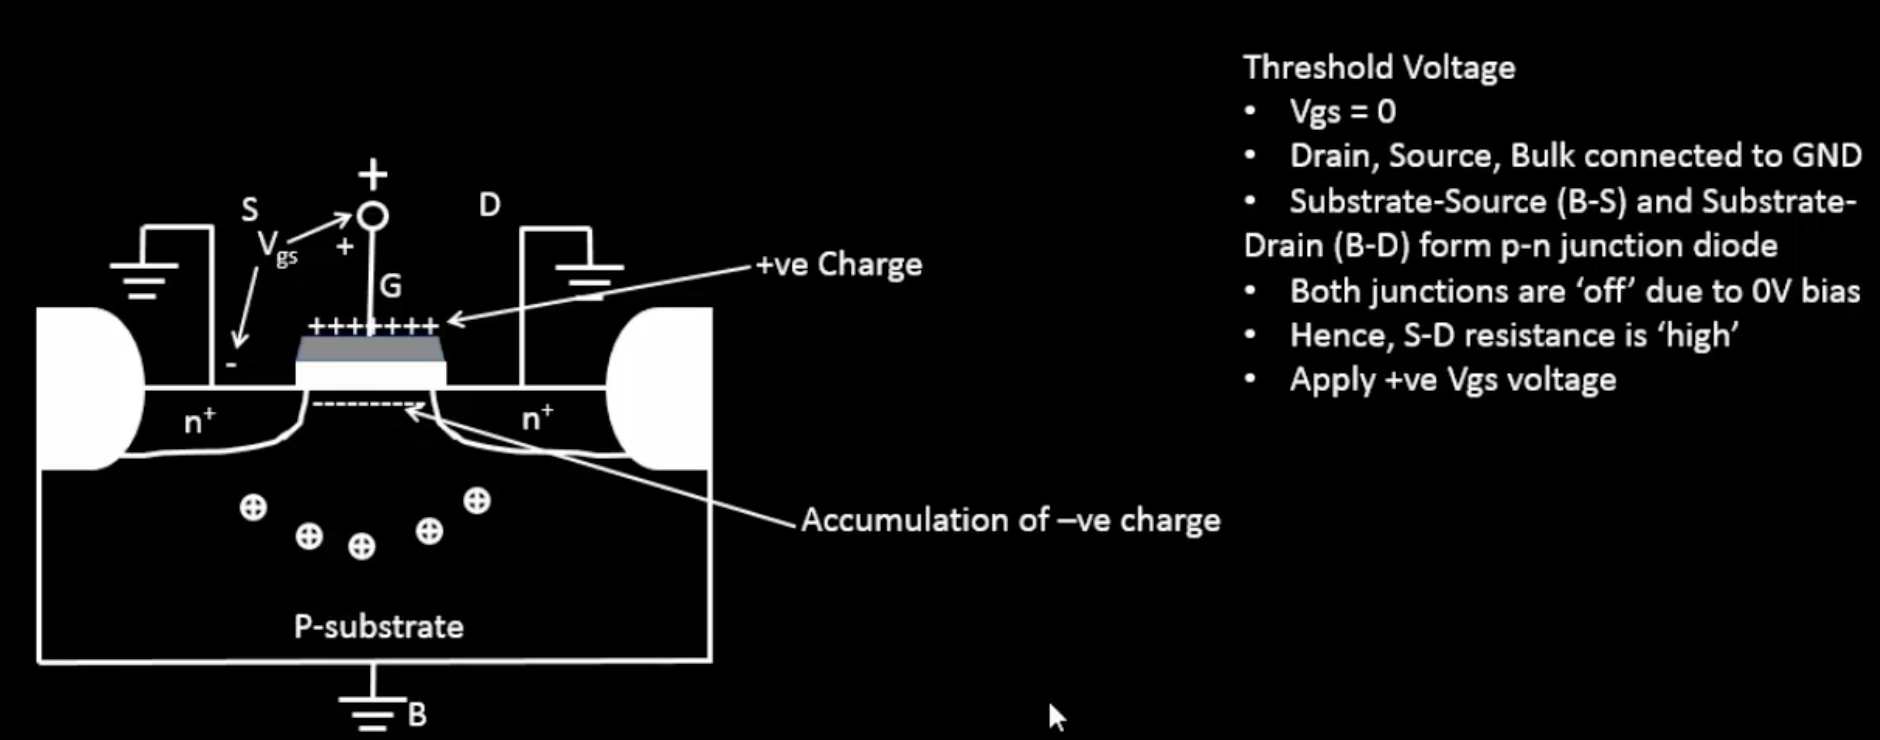 Threshold Voltage
• Vgs = 0
• Drain, Source, Bulk connected to GND
• Substrate-Source (B-S) and Substrate-
Drain (B-D) form p-n junction diode
• Both junctions are ‘off’ due to 0V bias
• Hence, S-D resistance is ‘high’
• Apply +ve Vgs voltage
+
S
D
Vgs
+
G
+ve Charge
+++++++
-
----------
n+
n+
Accumulation of –ve charge
P-substrate
B